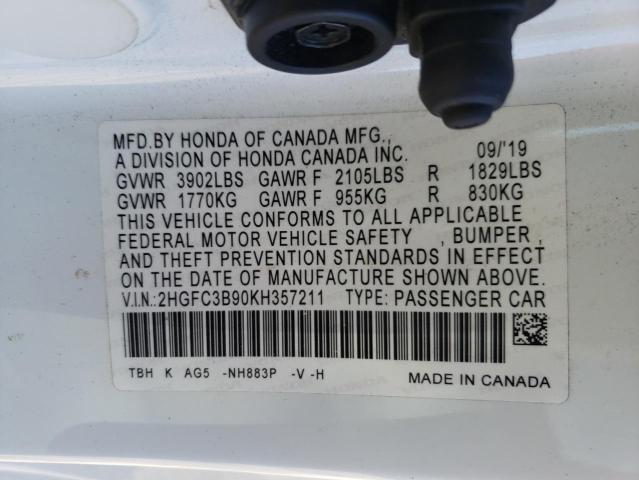 MFD.BY HONDA OF CANADA MFG.,
A DIVISION OF HONDA CANADA INC. 09/'19
GVWR 3902LBS GAWR F 2105LBS R 1829LBS
GVWR 1770KG GAWR F 955KG R 830KG
THIS VEHICLE CONFORMS TO ALL APPLICABLE
FEDERAL MOTOR VEHICLE SAFETY , BUMPER ,
AND THEFT PREVENTION STANDARDS IN EFFECT
ON THE DATE OF MANUFACTURE SHOWN ABOVE.
V.I.N.:2HGFC3B90KH357211 TYPE: PASSENGER CAR
TBH K AG5 -NH883P -V -H
MADE IN CANADA